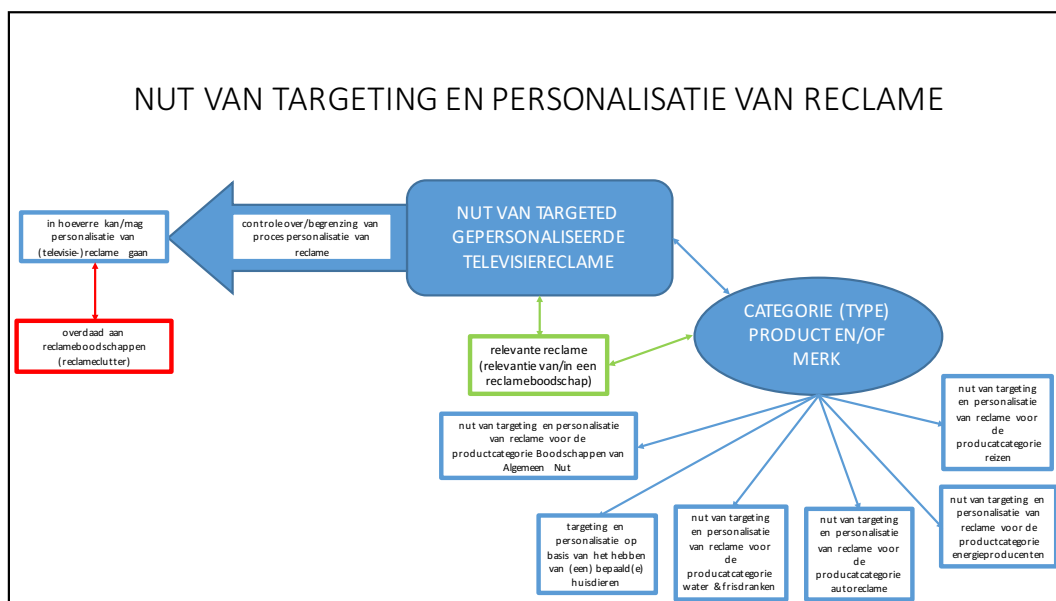 NUT VAN TARGETING EN PERSONALISATIE VAN RECLAME
in hoeverre kan/mag
personalisatie van
(televisie-)reclame gaan
controle over/begrenzing van
proces personalisatie van
reclame
NUT VAN TARGETED
GEPERSONALISEERDE
TELEVISIERECLAME
overdaad aan
reclameboodschappen
(reclameclutter)
relevante reclame
(relevantie van/in een
reclameboodschap)
CATEGORIE (TYPE)
PRODUCT EN/OF
MERK
nut van targeting en personalisatie
van reclame voor de
productcategorie Boodschappen van
Algemeen Nut
nut van targeting
en personalisatie
van reclame voor
de
producatcategorie
reizen
targeting en
personalisatie op
basis van het hebben
van (een) bepaald(e)
huisdieren
nut van targeting
en personalisatie
van reclame voor
de
producatcategorie
water & frisdranken
nut van targeting
en personalisatie
van reclame voor
de
producatcategorie
autoreclame
nut van targeting en
personalisatie van
reclame voor de
productcategorie
energieproducenten